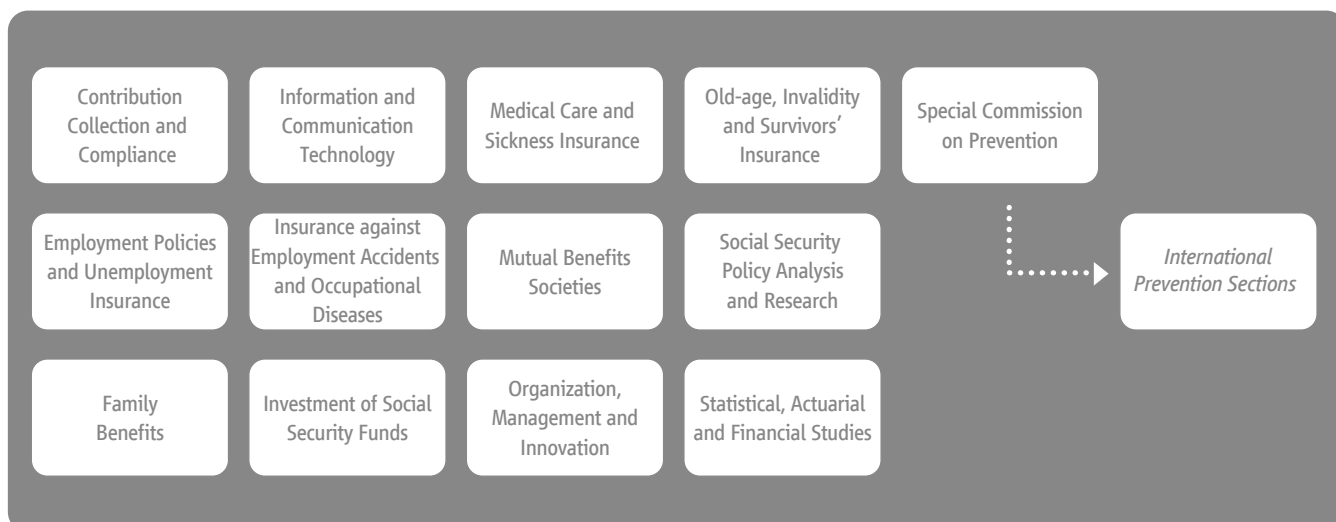 Contribution
Collection and
Compliance
Information and
Communication
Technology
Medical Care and
Sickness Insurance
Old-age, Invalidity
and Survivors’
Insurance
Special Commission
on Prevention
Employment Policies
and Unemployment
Insurance
Insurance against
Employment Accidents
and Occupational
Diseases
Mutual Benefits
Societies
Social Security
Policy Analysis
and Research
International
Prevention Sections
Family
Benefits
Investment of Social
Security Funds
Organization,
Management and
Innovation
Statistical, Actuarial
and Financial Studies